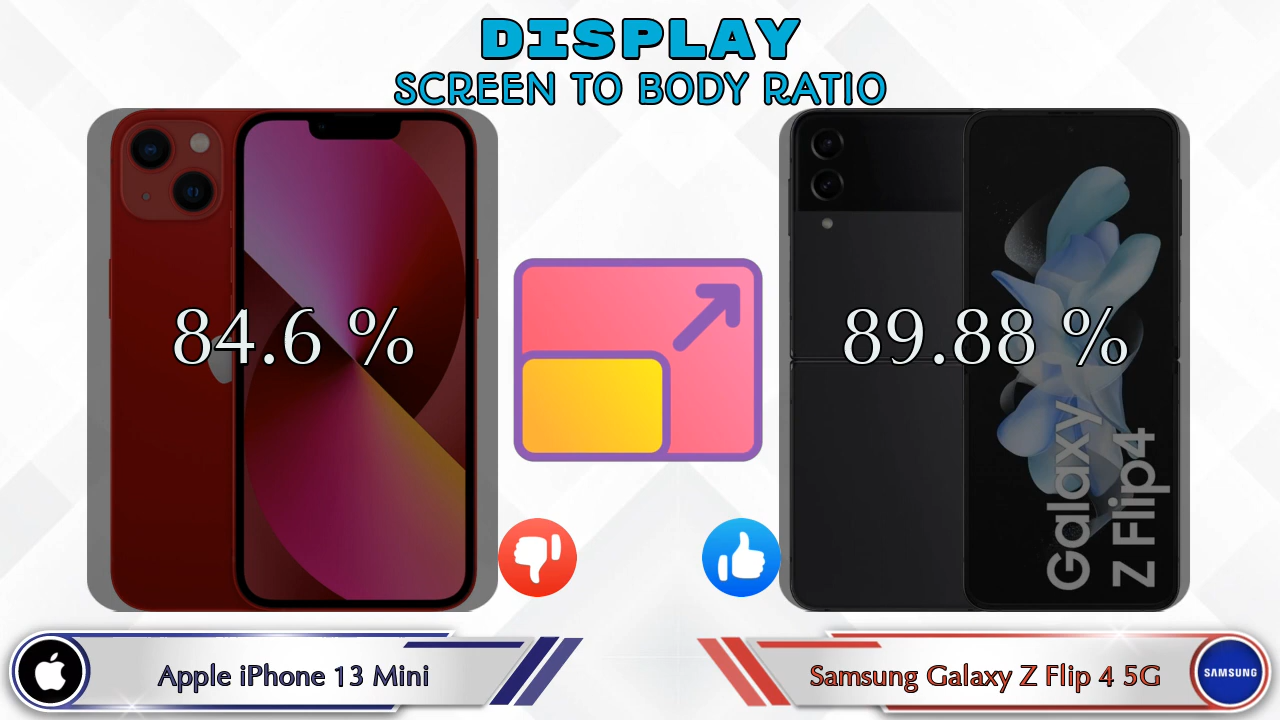 DISPLAY
SCREEN TO BODY RATIO
84.6 %
89.88 %
Galaxy
Z Flip4
Apple iPhone 13 Mini
Samsung Galaxy Z Flip 4 5G
SAMSUNG